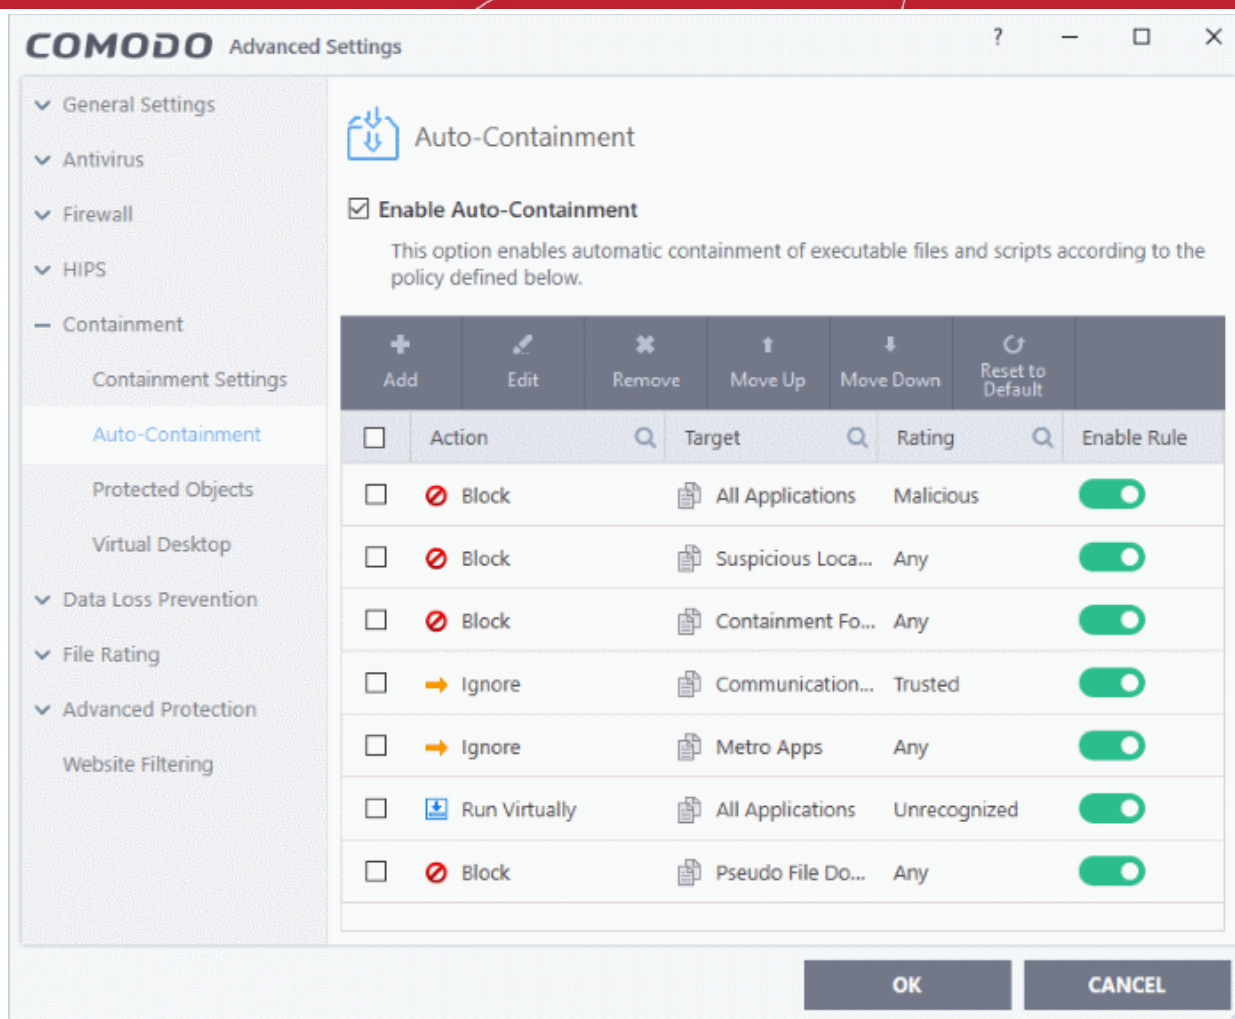 COMODO Advanced Settings ?
General Settings
Antivirus
Firewall
HIPS
Containment
Containment Settings
Auto-Containment
Protected Objects
Virtual Desktop
Data Loss Prevention
File Rating
Advanced Protection
Website Filtering
Auto-Containment
Enable Auto-Containment
This option enables automatic containment of executable files and scripts according to the
policy defined below.
Add Edit Remove Move Up Move Down Reset to
Default
Action Target Rating Enable Rule
Block All Applications Malicious
Block Suspicious Loca... Any
Block Containment Fo... Any
Ignore Communication... Trusted
Ignore Metro Apps Any
Run Virtually All Applications Unrecognized
Block Pseudo File Do... Any
OK CANCEL